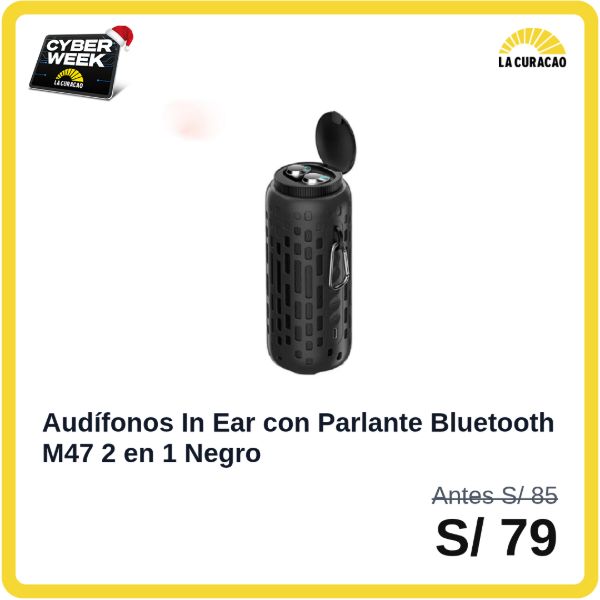 CYBER
WEEK
LA CURACAO
LA CURACAO
Audífonos In Ear con Parlante Bluetooth
M47 2 en 1 Negro
Antes S/ 85
S/ 79